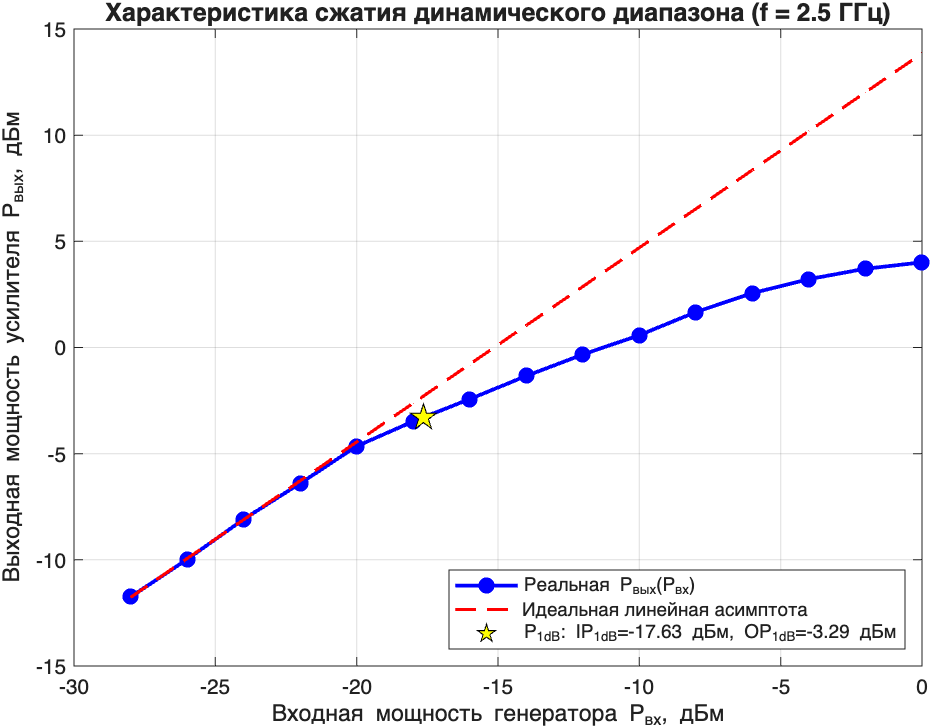 Характеристика сжатия динамического диапазона (f = 2.5 ГГц)
Выходная мощность усилителя Pвых, дБм
15
10
5
0
-5
-10
-15
-30 -25 -20 -15 -10 -5 0
Входная мощность генератора Pвх, дБм
Реальная Pвых(Pвх)
Идеальная линейная асимптота
P1dB: IP1dB=-17.63 дБм, OP1dB=-3.29 дБм